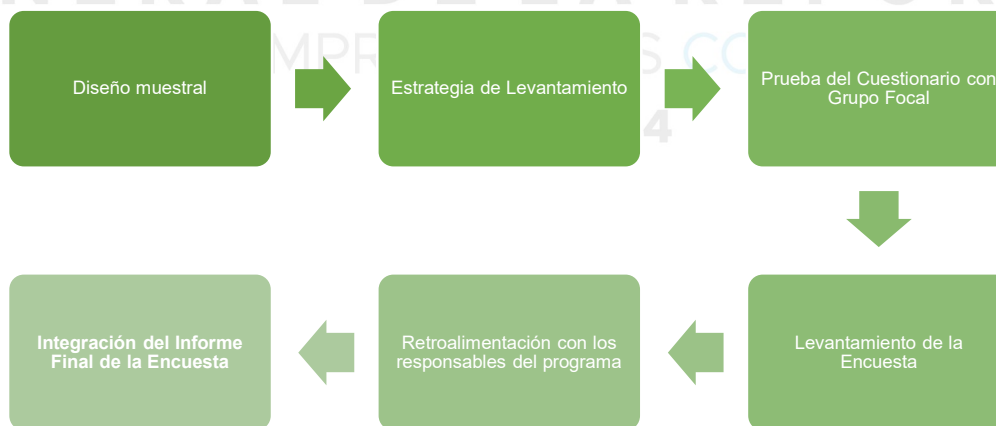 Diseño muestral
Estrategia de Levantamiento
Prueba del Cuestionario con
Grupo Focal
Levantamiento de la
Encuesta
Retroalimentación con los
responsables del programa
Integración del Informe
Final de la Encuesta